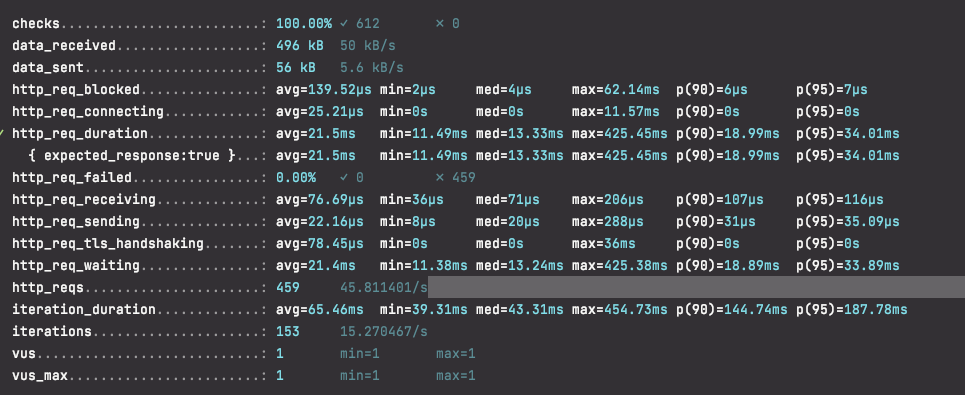 checks.........................: 100.00% ✓ 612 ✗ 0
data_received..................: 496 kB 50 kB/s
data_sent......................: 56 kB 5.6 kB/s
http_req_blocked...............: avg=139.52µs min=2µs med=4µs max=62.14ms p(90)=6µs p(95)=7µs
http_req_connecting............: avg=25.21µs min=0s med=0s max=11.57ms p(90)=0s p(95)=0s
✓ http_req_duration..............: avg=21.5ms min=11.49ms med=13.33ms max=425.45ms p(90)=18.99ms p(95)=34.01ms
{ expected_response:true }...: avg=21.5ms min=11.49ms med=13.33ms max=425.45ms p(90)=18.99ms p(95)=34.01ms
http_req_failed................: 0.00% ✓ 0 ✗ 459
http_req_receiving.............: avg=76.69µs min=36µs med=71µs max=206µs p(90)=107µs p(95)=116µs
http_req_sending...............: avg=22.16µs min=8µs med=20µs max=288µs p(90)=31µs p(95)=35.09µs
http_req_tls_handshaking.......: avg=78.45µs min=0s med=0s max=36ms p(90)=0s p(95)=0s
http_req_waiting...............: avg=21.4ms min=11.38ms med=13.24ms max=425.38ms p(90)=18.89ms p(95)=33.89ms
http_reqs......................: 459 45.811401/s
iteration_duration.............: avg=65.46ms min=39.31ms med=43.31ms max=454.73ms p(90)=144.74ms p(95)=187.78ms
iterations.....................: 153 15.270467/s
vus............................: 1 min=1 max=1
vus_max........................: 1 min=1 max=1